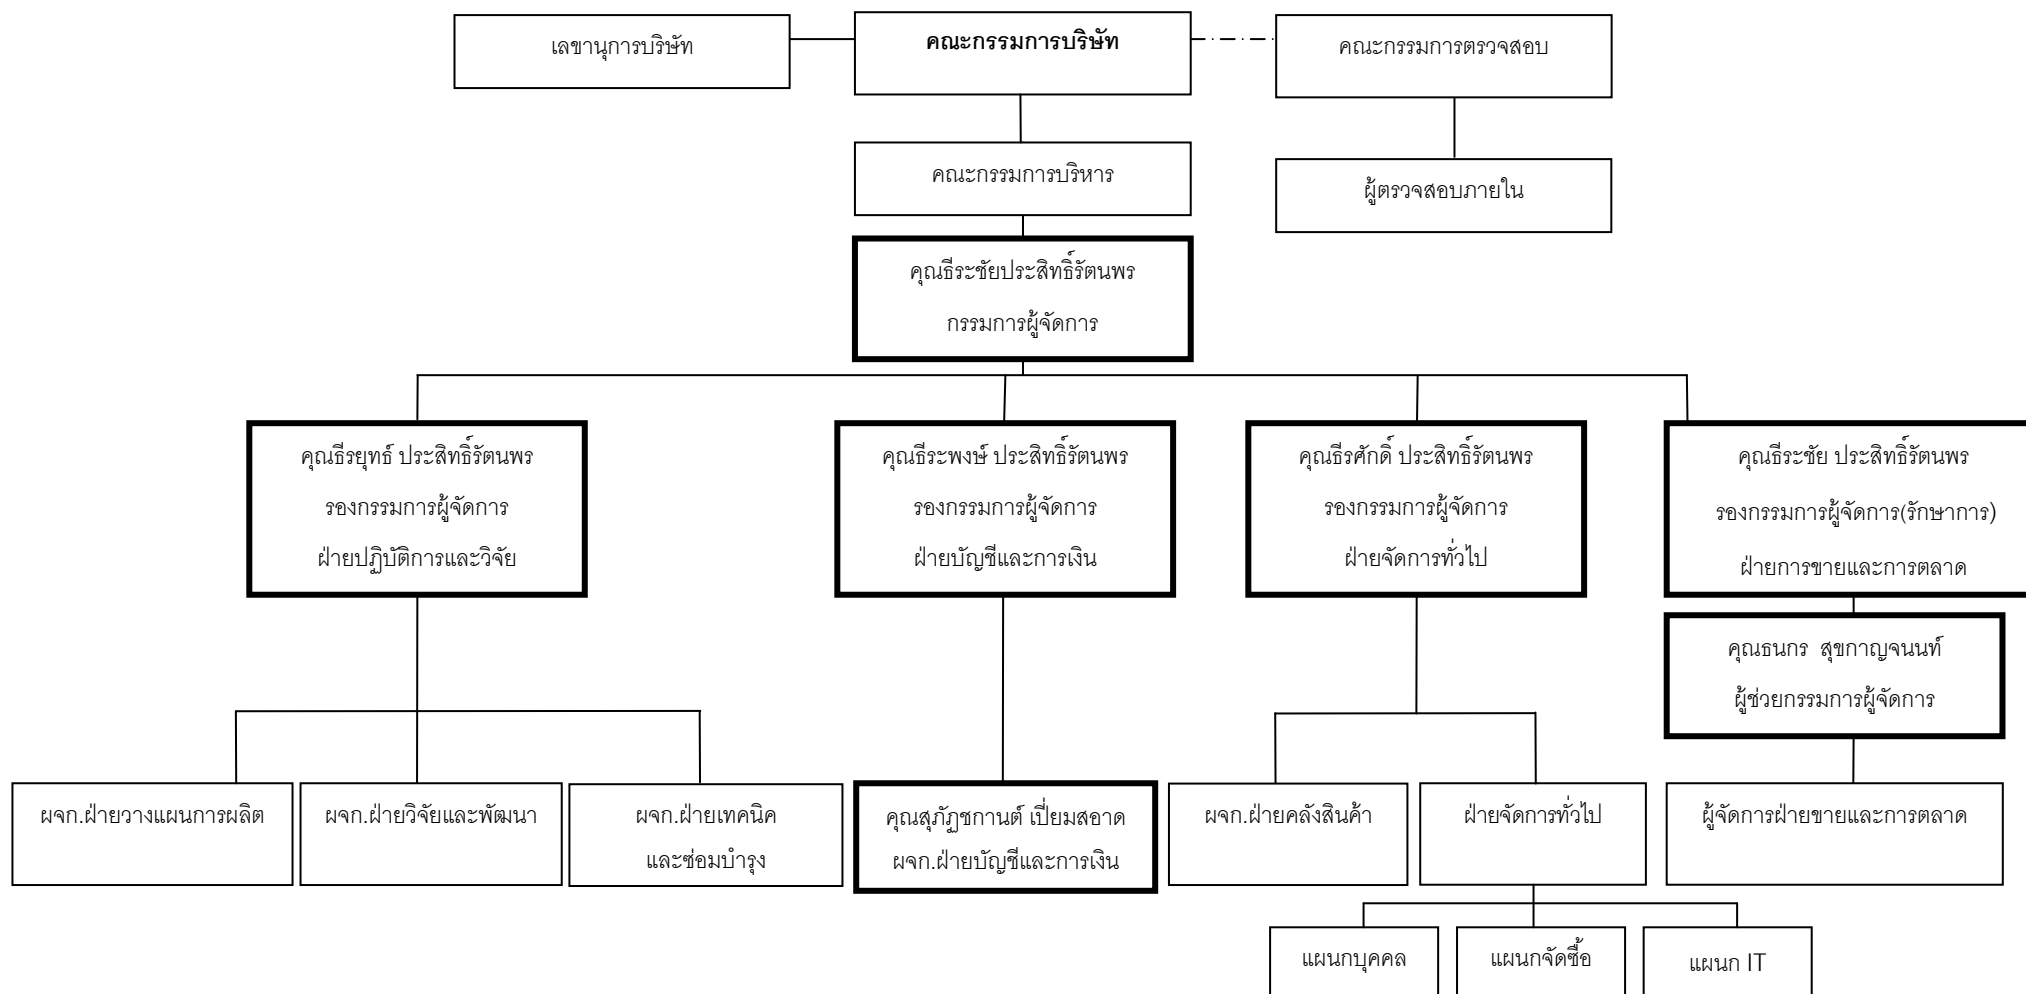 เลขานุการบริษัท
คณะกรรมการบริษัท
คณะกรรมการตรวจสอบ
คณะกรรมการบริหาร
ผู้ตรวจสอบภายใน
คุณธีระชัยประสิทธิ์รัตนพร
กรรมการผู้จัดการ
คุณธีรยุทธ์ ประสิทธิ์รัตนพร
รองกรรมการผู้จัดการ
ฝ่ายปฏิบัติการและวิจัย
คุณธีระพงษ์ ประสิทธิ์รัตนพร
รองกรรมการผู้จัดการ
ฝ่ายบัญชีและการเงิน
คุณธีรศักดิ์ ประสิทธิ์รัตนพร
รองกรรมการผู้จัดการ
ฝ่ายจัดการทั่วไป
คุณธีระชัย ประสิทธิ์รัตนพร
รองกรรมการผู้จัดการ(รักษาการ)
ฝ่ายการขายและการตลาด
คุณธนกร สุขกาญจนนท์
ผู้ช่วยกรรมการผู้จัดการ
ผจก.ฝ่ายวางแผนการผลิต
ผจก.ฝ่ายวิจัยและพัฒนา
ผจก.ฝ่ายเทคนิค
และซ่อมบำรุง
คุณสุภัฏชกานต์ เปี่ยมสอาด
ผจก.ฝ่ายบัญชีและการเงิน
ผจก.ฝ่ายคลังสินค้า
ฝ่ายจัดการทั่วไป
ผู้จัดการฝ่ายขายและการตลาด
แผนกบุคคล
แผนกจัดซื้อ
แผนก IT